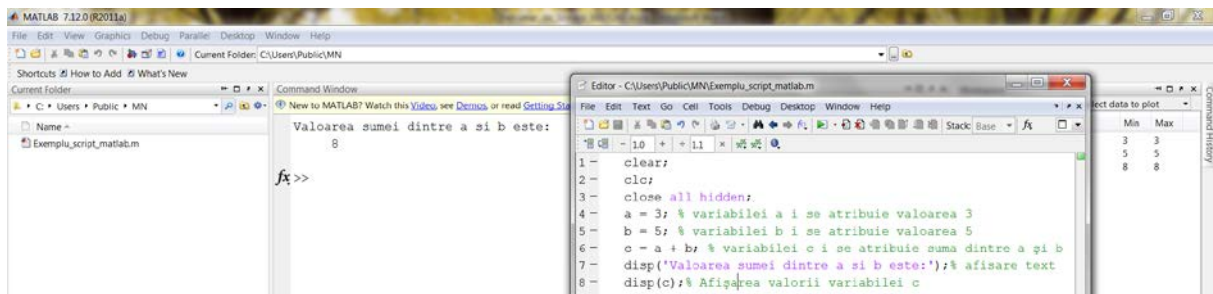 MATLAB 7.12.0 (R2011a)
File Edit View Graphics Debug Parallel Desktop Window Help
Current Folder: C:\Users\Public\MN
Shortcuts How to Add What's New
Current Folder
C: Users Public MN
Name
Exemplu_script_matlab.m
Command Window
New to MATLAB? Watch this Video, see Demos, or read Getting Sta
Valoarea sumei dintre a si b este:
8
fx >>
Editor - C:\Users\Public\MN\Exemplu_script_matlab.m
File Edit Text Go Cell Tools Debug Desktop Window Help
Stack: Base fx
- 1.0 + ÷ 1.1 ×
1 - clear;
2 - clc;
3 - close all hidden;
4 - a = 3; % variabilei a i se atribuie valoarea 3
5 - b = 5; % variabilei b i se atribuie valoarea 5
6 - c = a + b; % variabilei c i se atribuie suma dintre a și b
7 - disp('Valoarea sumei dintre a si b este:');% afisare text
8 - disp(c);% Afișarea valorii variabilei c
lect data to plot
Min Max
3 3
5 5
8 8
Command History